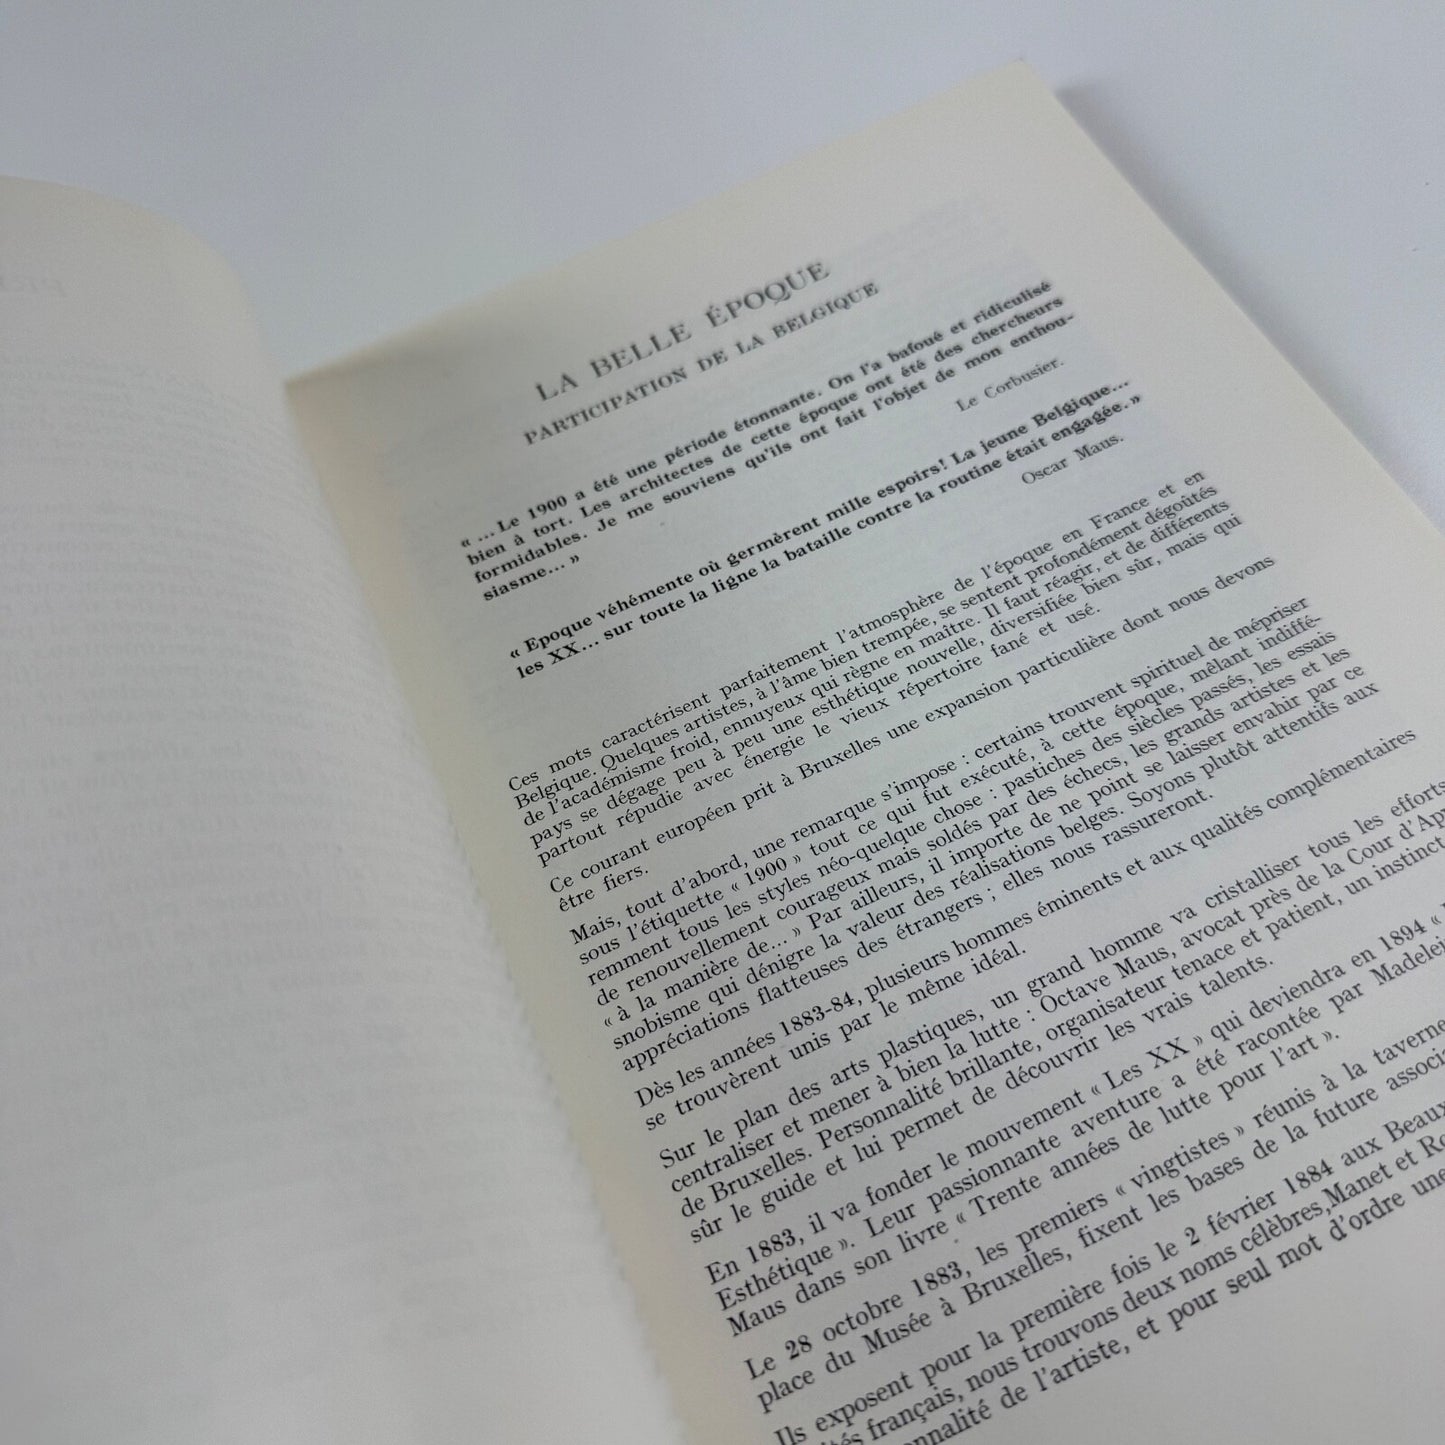 LA BELLE ÉPOQUE
PARTICIPATION DE LA BELGIQUE
« ... Le 1900 a été une période étonnante. On l'a bafoué et ridiculisé
bien à tort. Les architectes de cette époque ont été des chercheurs
formidables. Je me souviens qu'ils ont fait l'objet de mon enthou-
siasme... »
Le Corbusier.
« Epoque véhémente où germèrent mille espoirs! La jeune Belgique...
les XX... sur toute la ligne la bataille contre la routine était engagée. »
Oscar Maus.
Ces mots caractérisent parfaitement l'atmosphère de l'époque en France et en
Belgique. Quelques artistes, à l'âme bien trempée, se sentent profondément dégoûtés
de l'académisme froid, ennuyeux qui règne en maître. Il faut réagir, et de différents
pays se dégage peu à peu une esthétique nouvelle, diversifiée bien sûr, mais qui
partout répudie avec énergie le vieux répertoire fané et usé.
Ce courant européen prit à Bruxelles une expansion particulière dont nous devons
être fiers.
Mais, tout d'abord, une remarque s'impose : certains trouvent spirituel de mépriser
sous l'étiquette « 1900 » tout ce qui fut exécuté, à cette époque, mêlant indiffé-
remment tous les styles néo-quelque chose : pastiches des siècles passés, les essais
de renouvellement courageux mais soldés par des échecs, les grands artistes et les
« à la manière de... » Par ailleurs, il importe de ne point se laisser envahir par ce
snobisme qui dénigre la valeur des réalisations belges. Soyons plutôt attentifs aux
appréciations flatteuses des étrangers ; elles nous rassureront.
Dès les années 1883-84, plusieurs hommes éminents et aux qualités complémentaires
se trouvèrent unis par le même idéal.
Sur le plan des arts plastiques, un grand homme va cristalliser tous les efforts
centraliser et mener à bien la lutte : Octave Maus, avocat près de la Cour d'App
de Bruxelles. Personnalité brillante, organisateur tenace et patient, un instinct
sûr le guide et lui permet de découvrir les vrais talents.
En 1883, il va fonder le mouvement « Les XX » qui deviendra en 1894 «
Esthétique ». Leur passionnante aventure a été racontée par Madelei
Maus dans son livre « Trente années de lutte pour l'art ».
Le 28 octobre 1883, les premiers « vingtistes » réunis à la taverne
place du Musée à Bruxelles, fixent les bases de la future associ
Ils exposent pour la première fois le 2 février 1884 aux Beaux
tés français, nous trouvons deux noms célèbres, Manet et Ro
nnalité de l'artiste, et pour seul mot d'ordre une